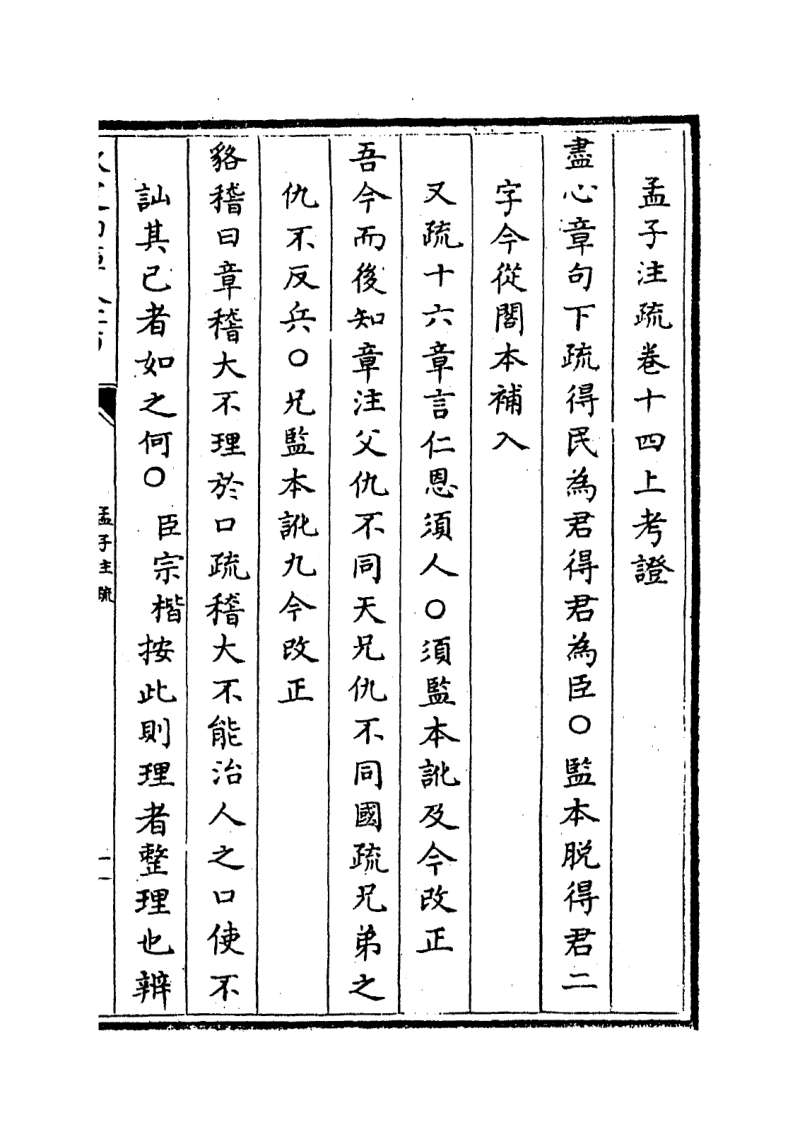 孟子注疏卷十四上考證
盡心章句下疏得民為君得君為臣○監本脱得君二
字今從閣本補入
又疏十六章言仁恩須人○須監本訛及今改正
吾今而後知章注父仇不同天兄仇不同國疏兄弟之
仇不反兵○兄監本訛九今改正
貉稽曰章稽大不理於口疏稽大不能治人之口使不
訕其己者如之何○臣宗楷按此則理者整理也辨
孟子注疏